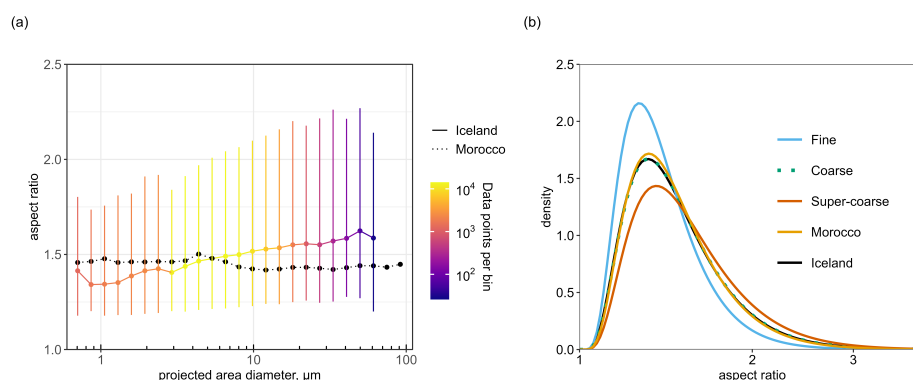 (a)
2.5
2.0
1.5
1.0
aspect ratio
1
10
100
projected area diameter, μm
Iceland
Morocco
10⁴
10³
10²
Data points
per bin
(b)
2.5
2.0
1.5
1.0
0.5
0.0
density
1
2
3
aspect ratio
Fine
Coarse
Super-coarse
Morocco
Iceland